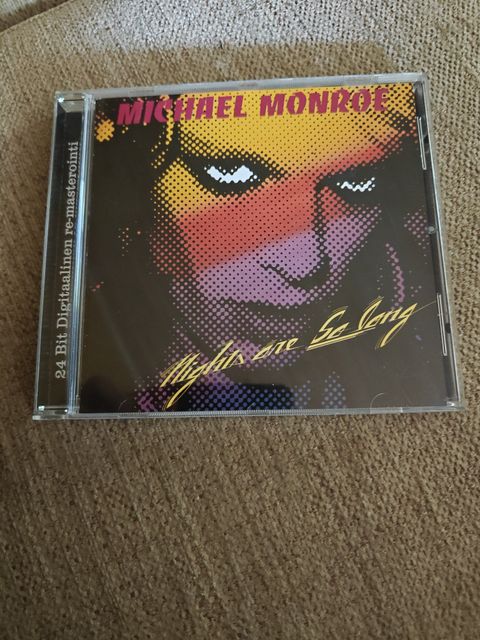 MICHAEL MONROE
Nights are So Long
24 Bit Digitaalinen re-masterointi